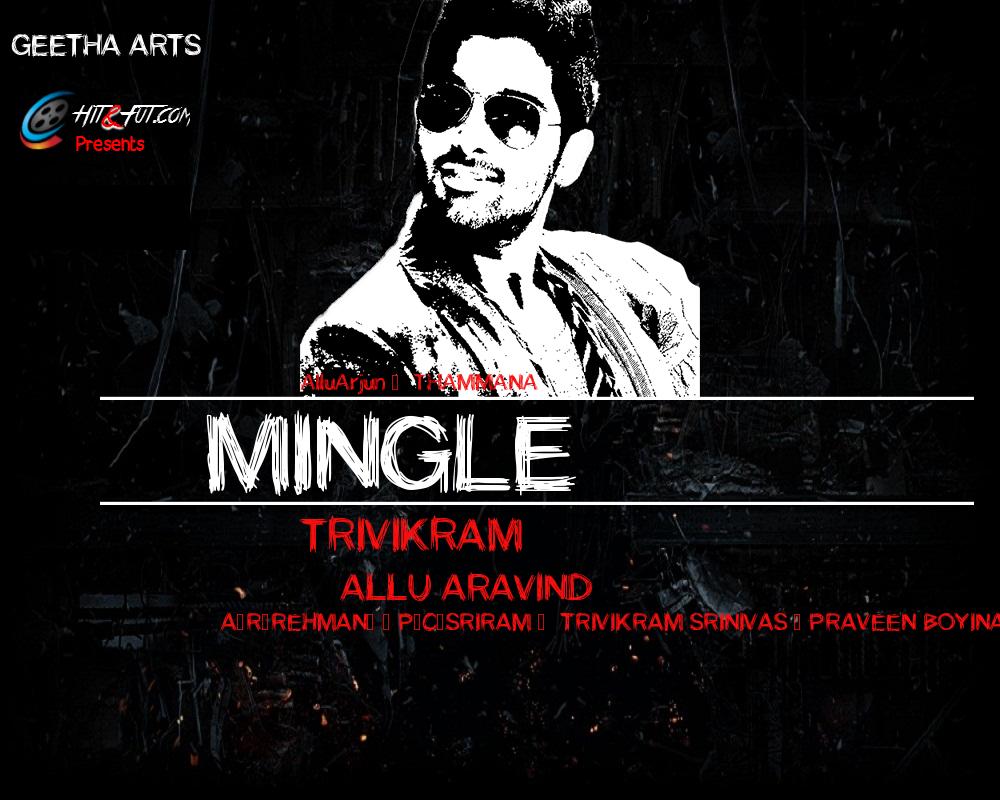 GEETHA ARTS
HIT&FUT.COM
Presents
AlluArjun▯ THAMMANA
MINGLE
TRIVIKRAM
ALLU ARAVIND
A▯R▯REHMAN▯▯P▯C▯SRIRAM▯ TRIVIKRAM SRINIVAS▯PRAVEEN BOYINA